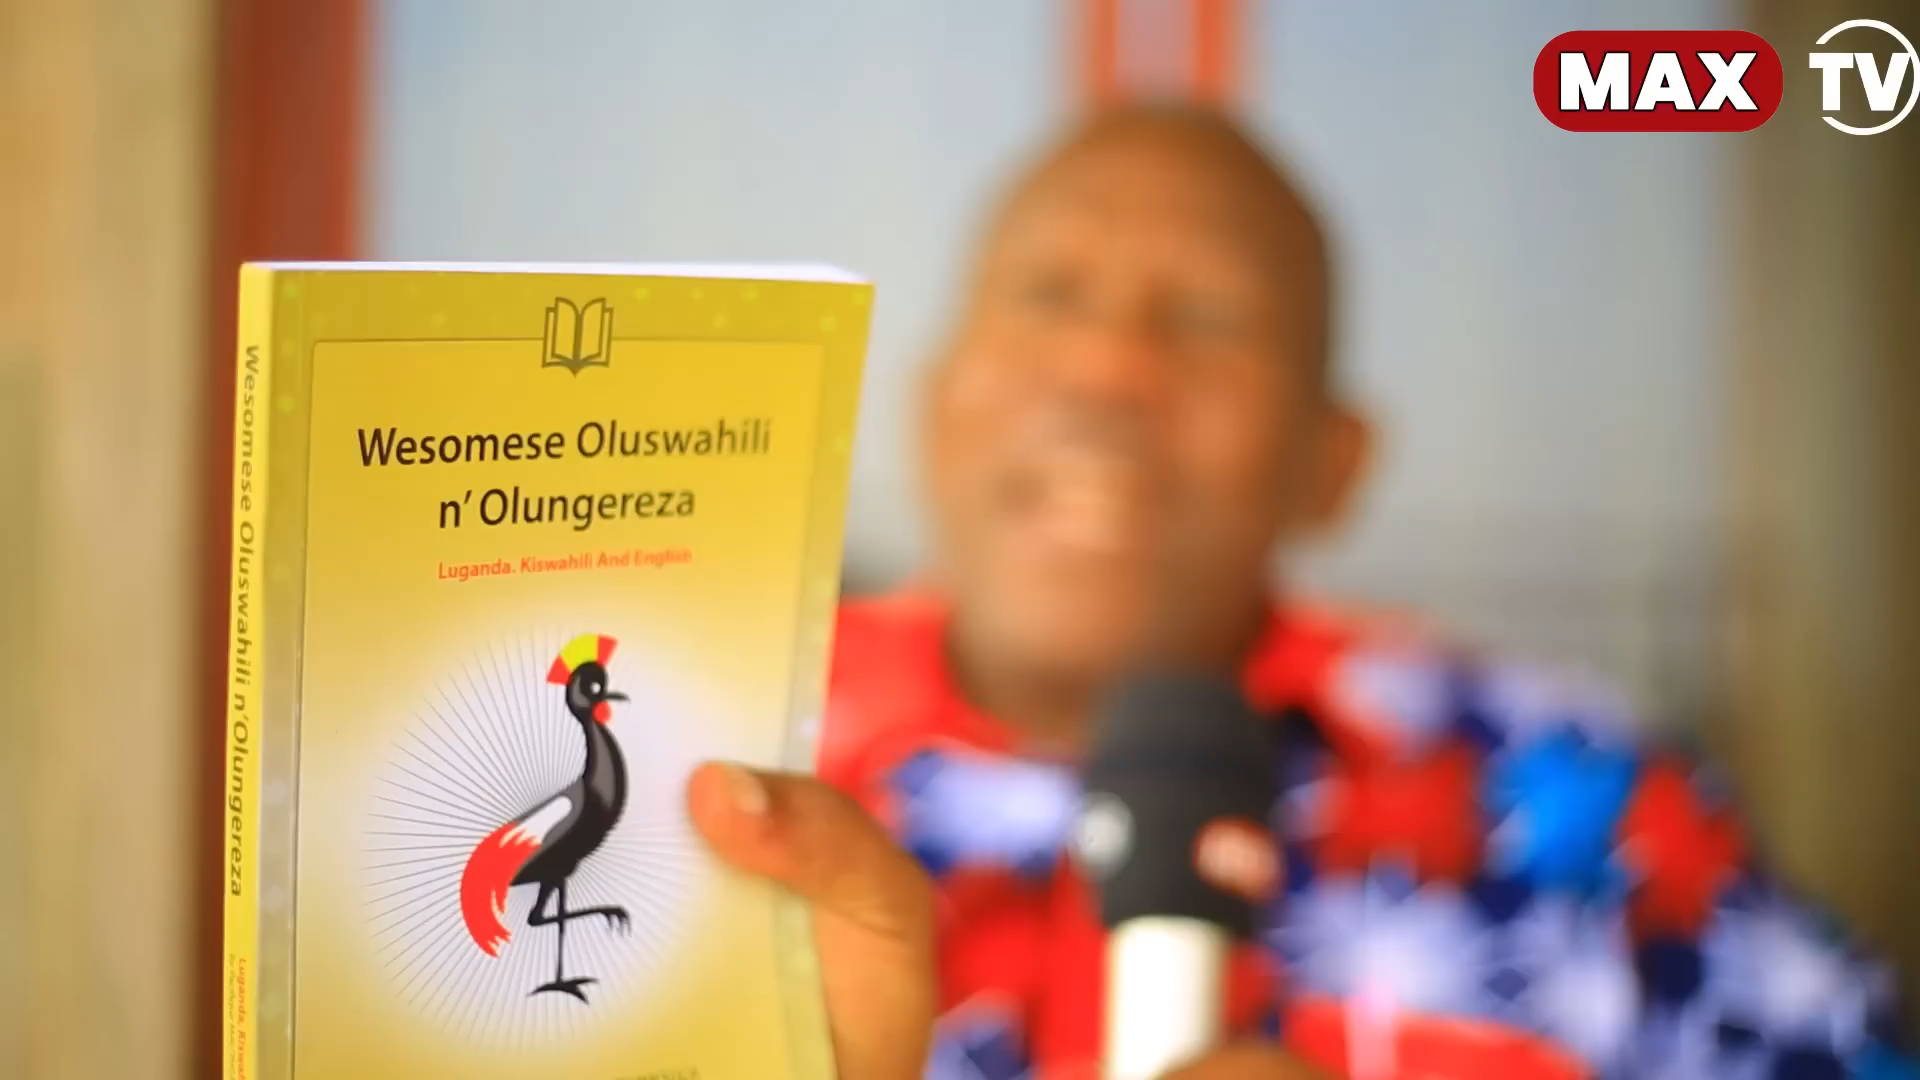 MAX TV
Wesomese Oluswahili
n' Olungereza
Luganda. Kiswahili And English
Wesomese Oluswahili n'Olungereza